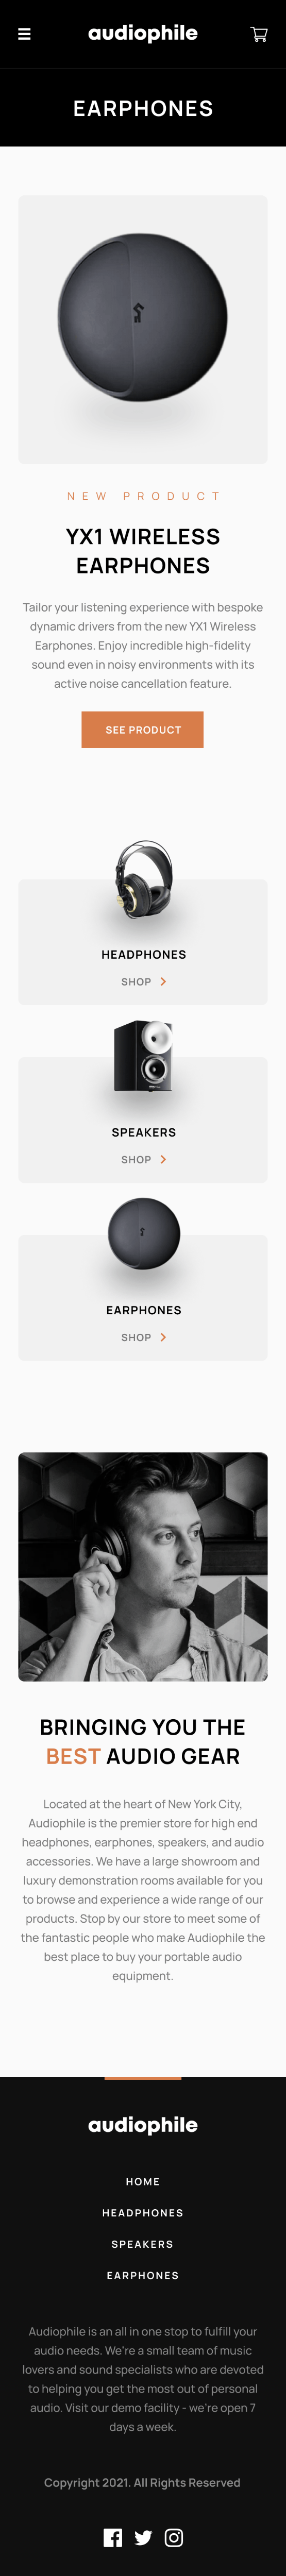 audiophile
EARPHONES
NEW PRODUCT
YX1 WIRELESS
EARPHONES
Tailor your listening experience with bespoke
dynamic drivers from the new YX1 Wireless
Earphones. Enjoy incredible high-fidelity
sound even in noisy environments with its
active noise cancellation feature.
SEE PRODUCT
HEADPHONES
SHOP
SPEAKERS
SHOP
EARPHONES
SHOP
BRINGING YOU THE
BEST AUDIO GEAR
Located at the heart of New York City,
Audiophile is the premier store for high end
headphones, earphones, speakers, and audio
accessories. We have a large showroom and
luxury demonstration rooms available for you
to browse and experience a wide range of our
products. Stop by our store to meet some of
the fantastic people who make Audiophile the
best place to buy your portable audio
equipment.
audiophile
HOME
HEADPHONES
SPEAKERS
EARPHONES
Audiophile is an all in one stop to fulfill your
audio needs. We're a small team of music
lovers and sound specialists who are devoted
to helping you get the most out of personal
audio. Visit our demo facility - we're open 7
days a week.
Copyright 2021. All Rights Reserved